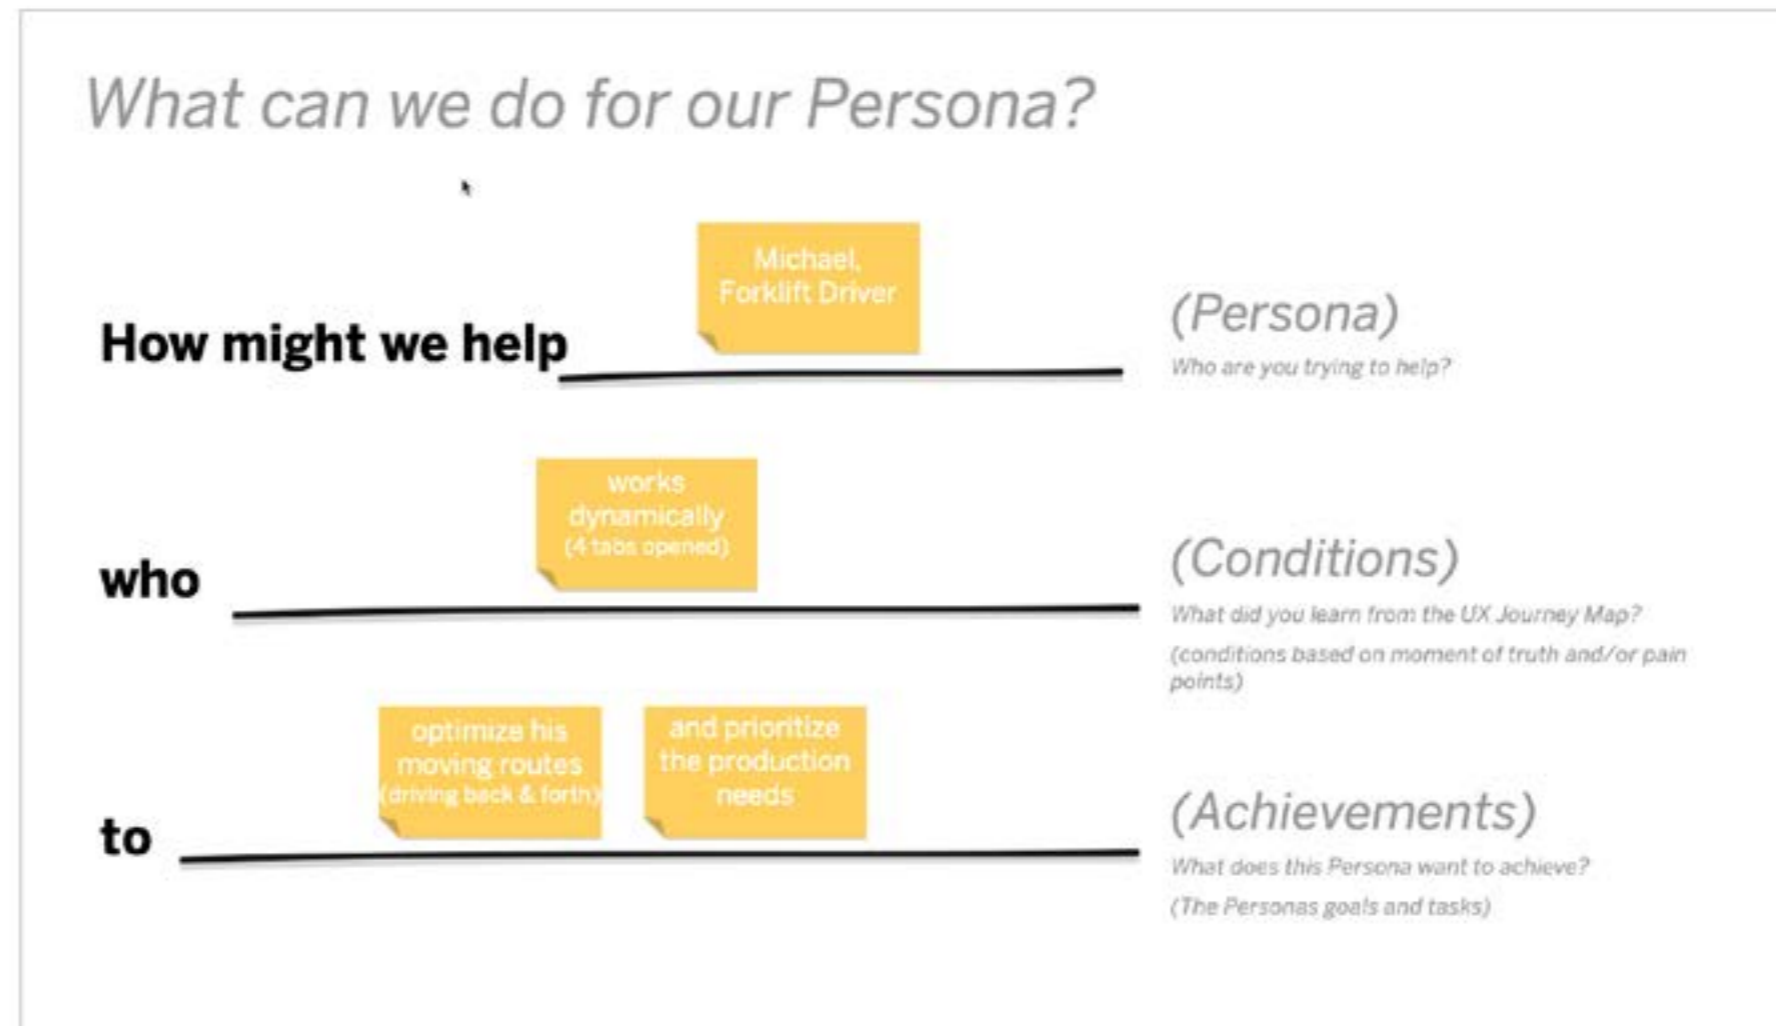 What can we do for our Persona?
Michael,
Forklift Driver
How might we help
(Persona)
Who are you trying to help?
works
dynamically
(4 tabs opened)
who
(Conditions)
What did you learn from the UX Journey Map?
(conditions based on moment of truth and/or pain
points)
optimize his
moving routes
(driving back & forth)
and prioritize
the production
needs
to
(Achievements)
What does this Persona want to achieve?
(The Personas goals and tasks)